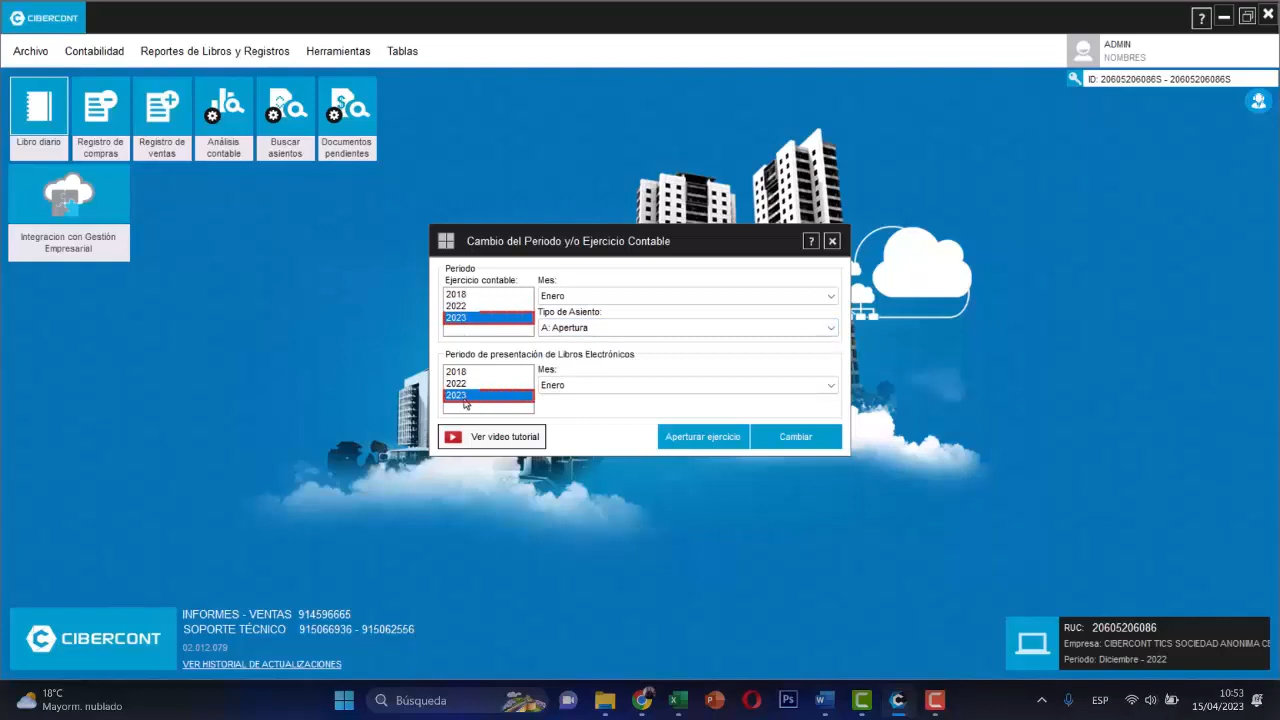 CIBERCONT
?
Archivo Contabilidad Reportes de Libros y Registros Herramientas Tablas
ADMIN
NOMBRES
ID: 20605206086S - 20605206086S
Libro diario
Registro de
compras
Registro de
ventas
Análisis
contable
Buscar
asientos
Documentos
pendientes
Integracion con Gestión
Empresarial
Cambio del Periodo y/o Ejercicio Contable
?
Periodo
Ejercicio contable:
2018
2022
2023
Mes:
Enero
Tipo de Asiento:
A: Apertura
Periodo de presentación de Libros Electrónicos
2018
2022
2023
Mes:
Enero
Ver video tutorial
Aperturar ejercicio
Cambiar
CIBERCONT
INFORMES - VENTAS 914596665
SOPORTE TÉCNICO 915066936 - 915062556
02.012.079
VER HISTORIAL DE ACTUALIZACIONES
RUC: 20605206086
Empresa: CIBERCONT TICS SOCIEDAD ANONIMA CE
Periodo: Diciembre - 2022
18°C
Mayorm. nublado
Búsqueda
Ps
ESP
10:53
15/04/2023